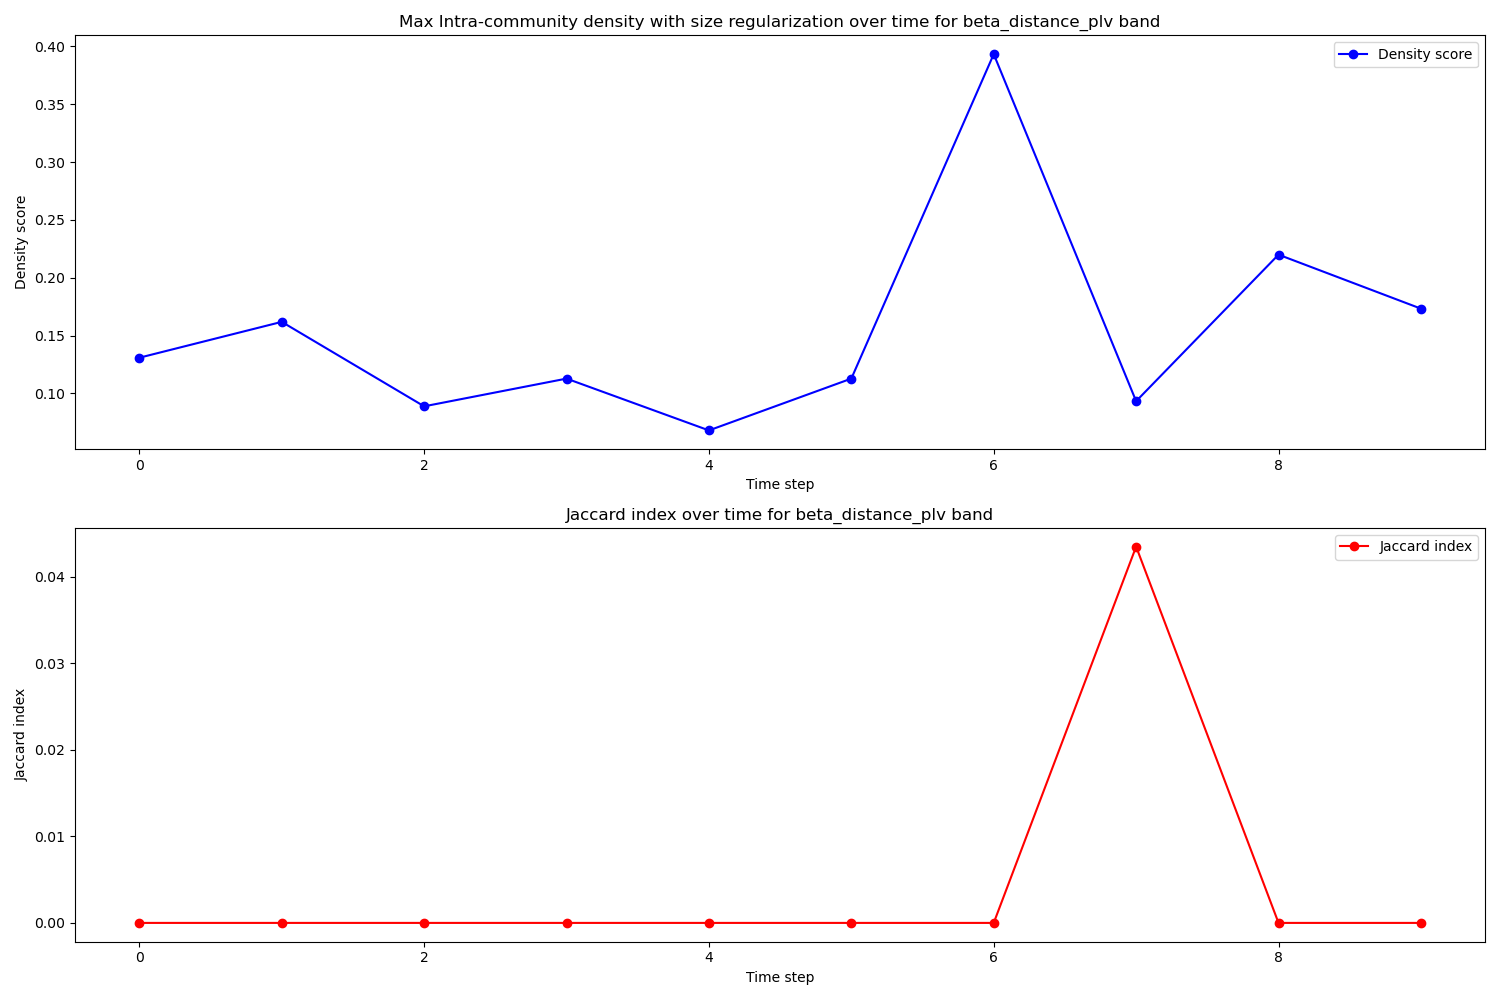 Max Intra-community density with size regularization over time for beta_distance_plv band
Density score
0.40
0.35
0.30
0.25
0.20
0.15
0.10
Density score
0 2 4 6 8
Time step
Jaccard index over time for beta_distance_plv band
Jaccard index
0.04
0.03
0.02
0.01
0.00
Jaccard index
0 2 4 6 8
Time step